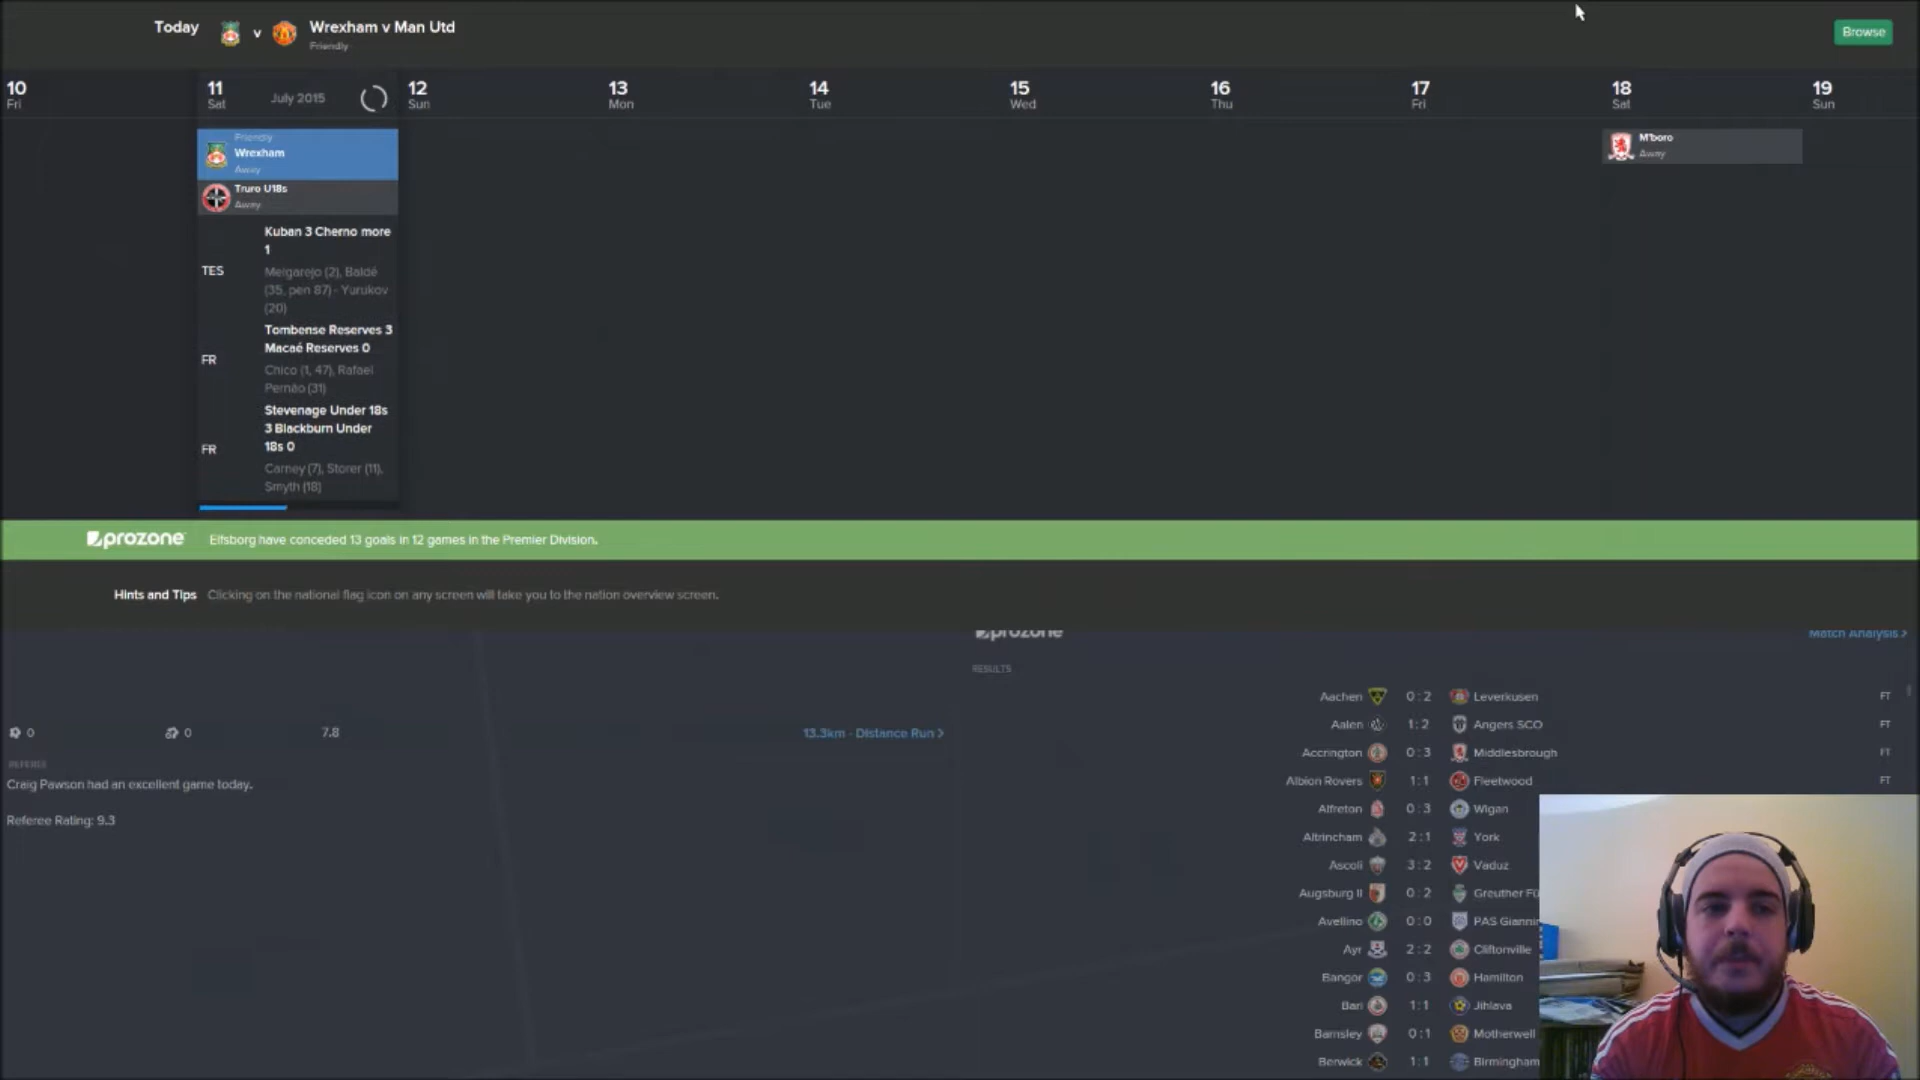 Today v Wrexham v Man Utd
Friendly
Browse
10 11 12 13 14 15 16 17 18 19
Fri Sat July 2015 Sun Mon Tue Wed Thu Fri Sat Sun
Friendly
Wrexham
Away
M'boro
Away
Truro U18s
Away
Kuban 3 Cherno more
1
TES
Melgarejo (2), Baldé
(35, pen 87) - Yurukov
(20)
Tombense Reserves 3
Macaé Reserves 0
FR
Chico (1, 47), Rafael
Pernão (31)
Stevenage Under 18s
3 Blackburn Under
18s 0
FR
Carney (7), Storer (11),
Smyth (18)
prozone Elfsborg have conceded 13 goals in 12 games in the Premier Division.
Hints and Tips Clicking on the national flag icon on any screen will take you to the nation overview screen.
prozone Match Analysis >
RESULTS
0 0 7.8 13.3km - Distance Run >
REFEREE
Craig Pawson had an excellent game today.
Referee Rating: 9.3
Aachen 0 : 2 Leverkusen FT
Aalen 1 : 2 Angers SCO FT
Accrington 0 : 3 Middlesbrough FT
Albion Rovers 1 : 1 Fleetwood FT
Alfreton 0 : 3 Wigan
Altrincham 2 : 1 York
Ascoli 3 : 2 Vaduz
Augsburg II 0 : 2 Greuther Fü
Avellino 0 : 0 PAS Giannin
Ayr 2 : 2 Cliftonville
Bangor 0 : 3 Hamilton
Bari 1 : 1 Jihlava
Barnsley 0 : 1 Motherwell
Berwick 1 : 1 Birmingham